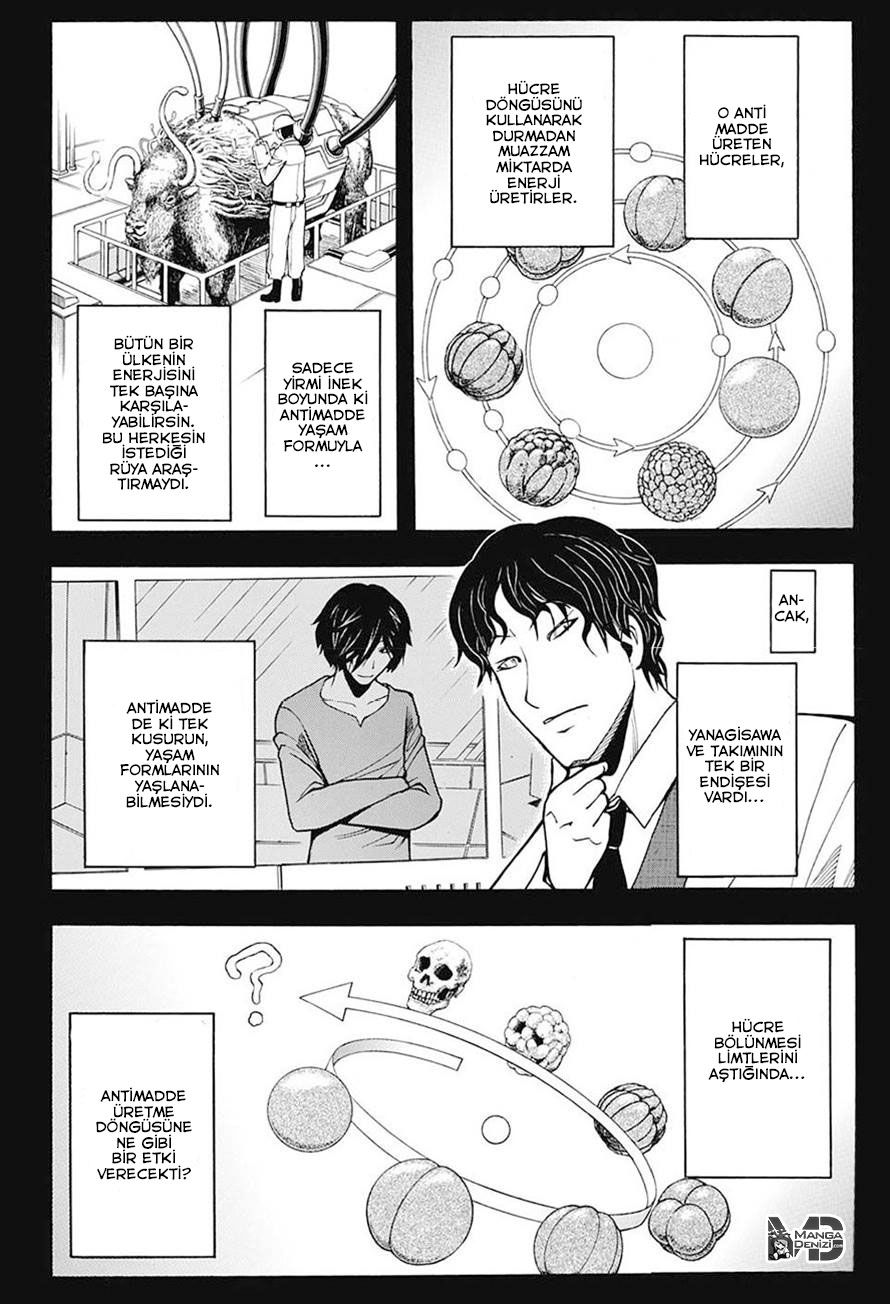 O ANTİ
MADDE
ÜRETEN
HÜCRELER,
HÜCRE
DÖNGÜSÜNÜ
KULLANARAK
DURMADAN
MUAZZAM
MİKTARDA
ENERJİ
ÜRETİRLER.
SADECE
YİRMİ İNEK
BOYUNDA Kİ
ANTİMADDE
YAŞAM
FORMUYLA
...
BÜTÜN BİR
ÜLKENİN
ENERJİSİNİ
TEK BAŞINA
KARŞILA-
YABİLİRSİN.
BU HERKESİN
İSTEDİĞİ
RÜYA ARAŞ-
TIRMAYDI.
AN-
CAK,
YANAGİSAWA
VE TAKIMININ
TEK BİR
ENDİŞESİ
VARDI...
ANTİMADDE
DE Kİ TEK
KUSURUN,
YAŞAM
FORMLARININ
YAŞLANA-
BİLMESİYDİ.
HÜCRE
BÖLÜNMESİ
LİMTLERİNİ
AŞTIĞINDA...
?
ANTİMADDE
ÜRETME
DÖNGÜSÜNE
NE GİBİ
BİR ETKİ
VERECEKTİ?
MD
MANGA
DENİZİ.com